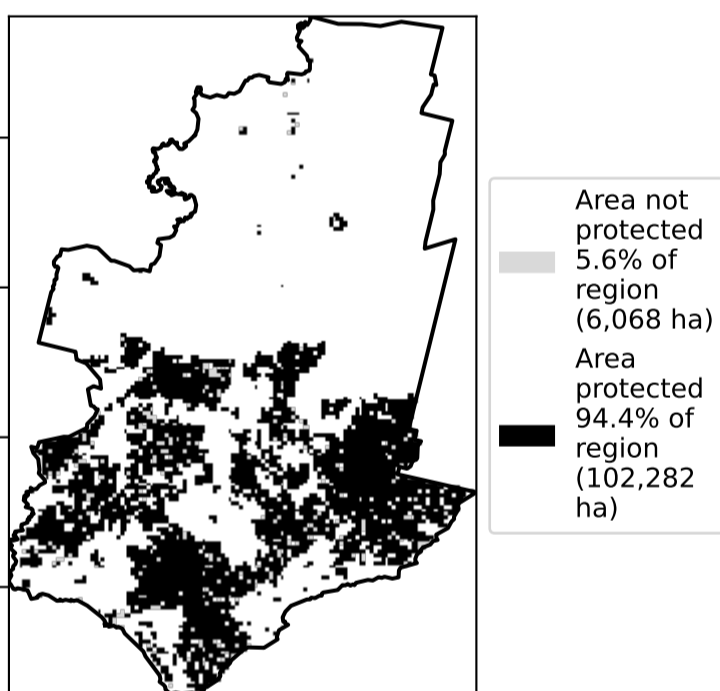 Area not
protected
5.6% of
region
(6,068 ha)
Area
protected
94.4% of
region
(102,282
ha)